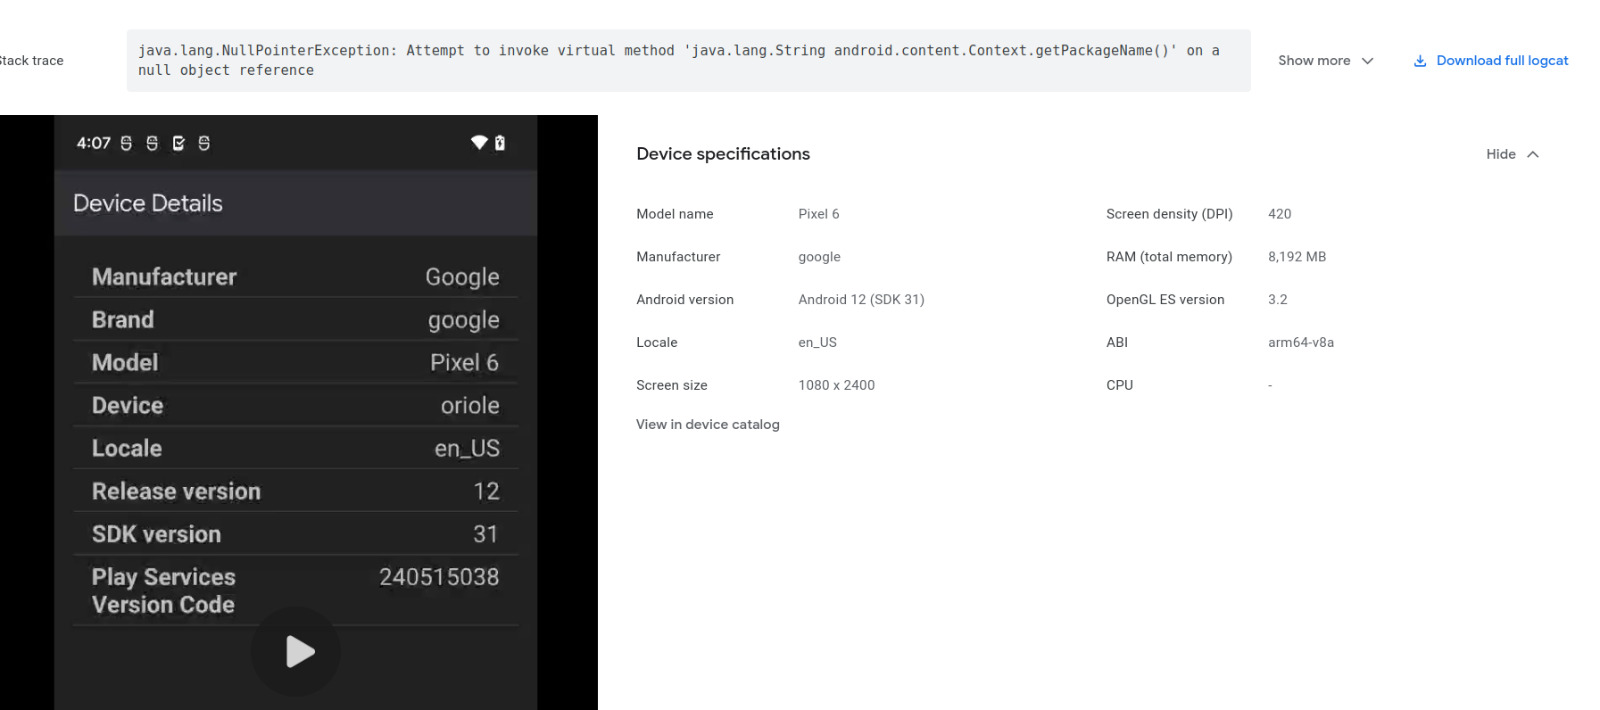 Stack trace
java.lang.NullPointerException: Attempt to invoke virtual method 'java.lang.String android.content.Context.getPackageName()' on a
null object reference
Show more
Download full logcat
4:07
Device Details
Manufacturer Google
Brand google
Model Pixel 6
Device oriole
Locale en_US
Release version 12
SDK version 31
Play Services 240515038
Version Code
Device specifications
Hide
Model name Pixel 6 Screen density (DPI) 420
Manufacturer google RAM (total memory) 8,192 MB
Android version Android 12 (SDK 31) OpenGL ES version 3.2
Locale en_US ABI arm64-v8a
Screen size 1080 x 2400 CPU -
View in device catalog